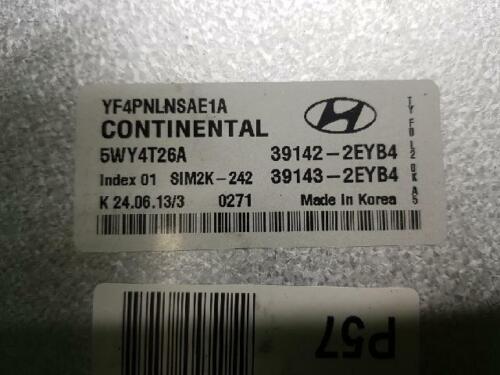 YF4PNLNSAE1A
CONTINENTAL
5WY4T26A 39142-2EYB4
Index 01 SIM2K-242 39143-2EYB4
K 24.06.13/3 0271 Made in Korea
TYFDL20KA5
P57